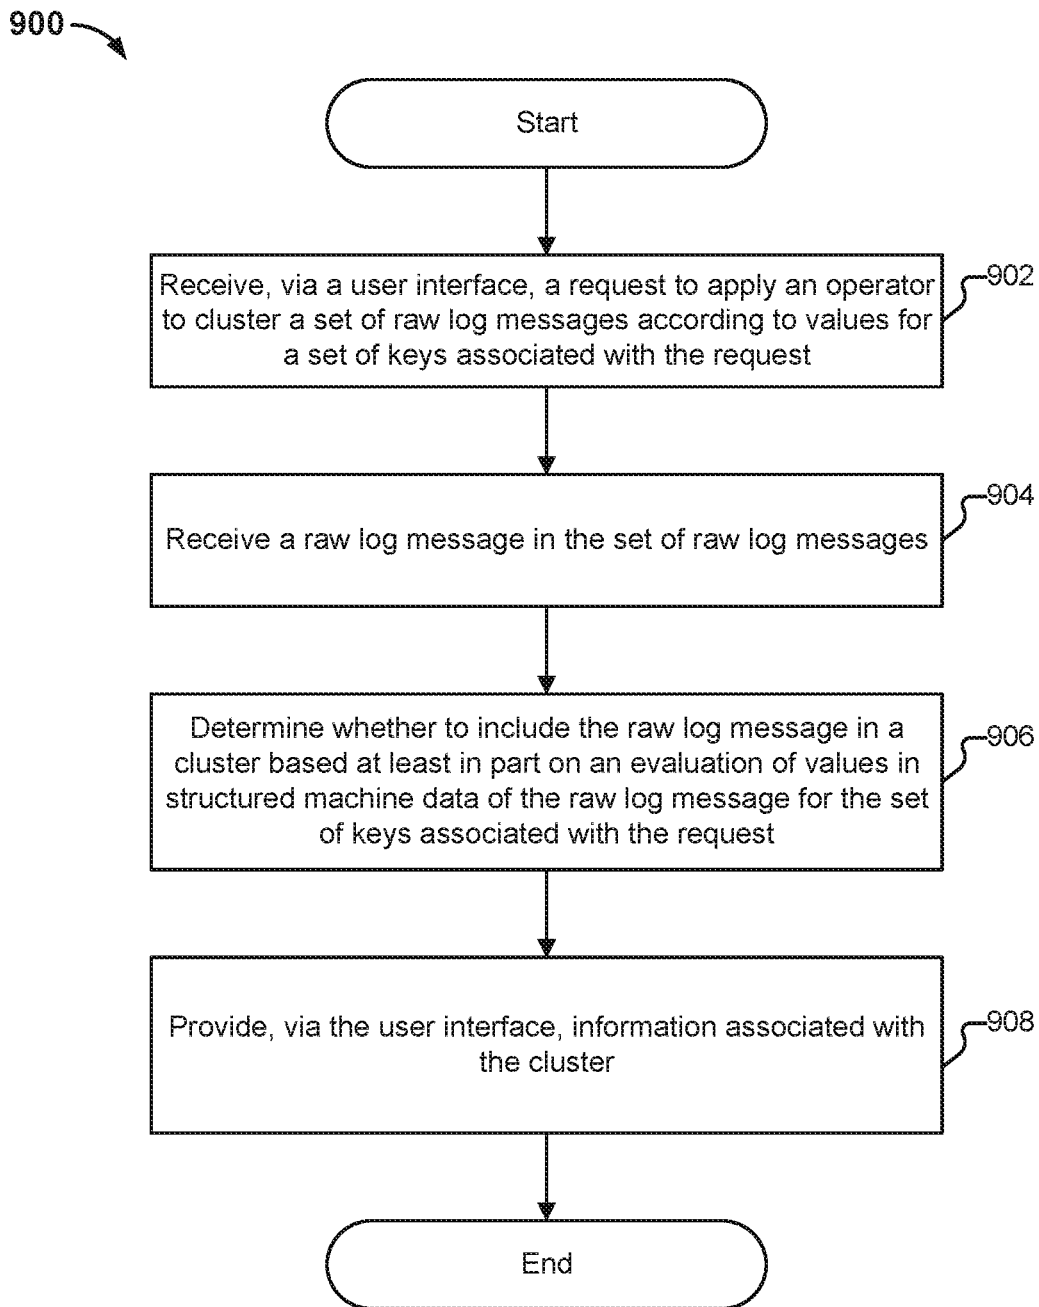 900
Start
Receive, via a user interface, a request to apply an operator
to cluster a set of raw log messages according to values for
a set of keys associated with the request
902
Receive a raw log message in the set of raw log messages
904
Determine whether to include the raw log message in a
cluster based at least in part on an evaluation of values in
structured machine data of the raw log message for the set
of keys associated with the request
906
Provide, via the user interface, information associated with
the cluster
908
End